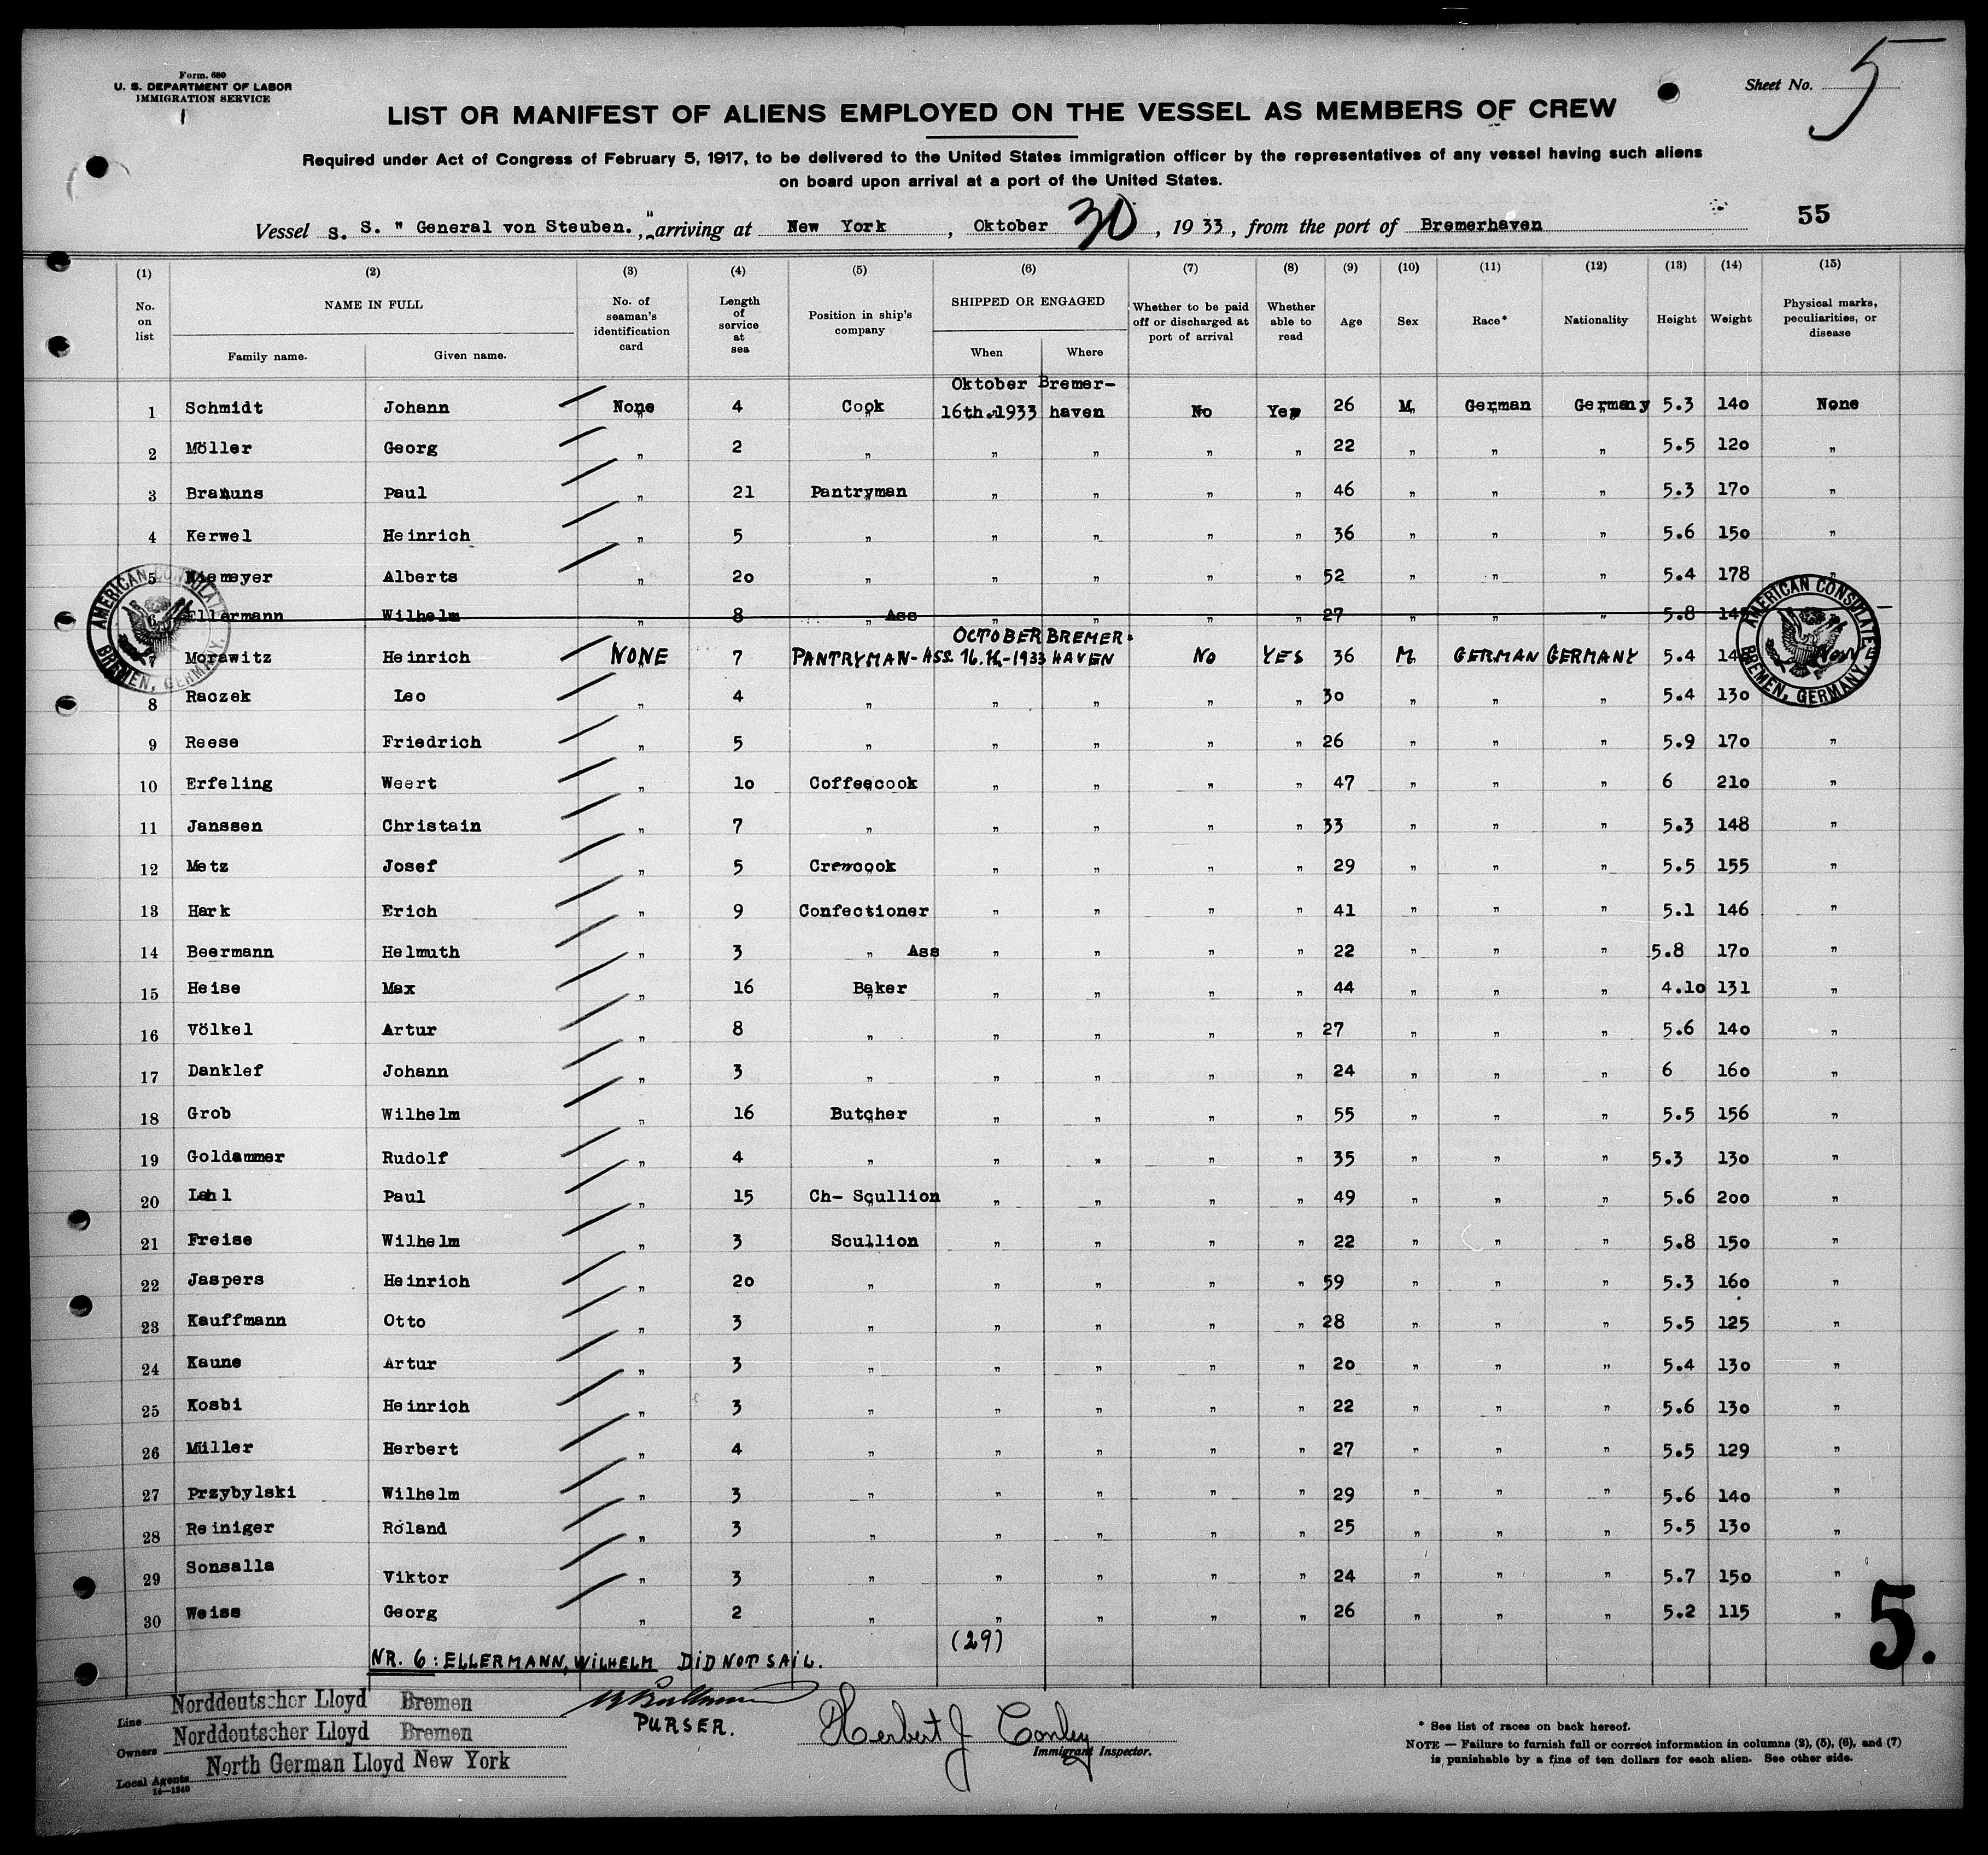 Form. 680
U. S. DEPARTMENT OF LABOR
IMMIGRATION SERVICE
Sheet No. 5
LIST OR MANIFEST OF ALIENS EMPLOYED ON THE VESSEL AS MEMBERS OF CREW
Required under Act of Congress of February 5, 1917, to be delivered to the United States immigration officer by the representatives of any vessel having such aliens
on board upon arrival at a port of the United States.
Vessel S. S. " General von Steuben. ", arriving at New York, Oktober 30, 1933, from the port of Bremerhaven 55
(1) (2) (3) (4) (5) (6) (7) (8) (9) (10) (11) (12) (13) (14) (15)
No. on list NAME IN FULL Family name. Given name. No. of seaman's identification card Length of service at sea Position in ship's company SHIPPED OR ENGAGED When Where Whether to be paid off or discharged at port of arrival Whether able to read Age Sex Race* Nationality Height Weight Physical marks, peculiarities, or disease
Oktober Bremer-
1 Schmidt Johann None 4 Cook 16th.1933 haven No Yes 26 M German Germany 5.3 140 None
2 Möller Georg " 2 " " " " " 22 " " " 5.5 120 "
3 Brauns Paul " 21 Pantryman " " " " 46 " " " 5.3 170 "
4 Kerwel Heinrich " 5 " " " " " 36 " " " 5.6 150 "
5 Niemeyer Alberts " 20 " " " " " 52 " " " 5.4 178 "
6 Ellermann Wilhelm 8 " Ass 27 " " " 5.8
OCTOBER BREMER-
7 Morawitz Heinrich NONE 7 PANTRYMAN-ASS. 16.-1933 HAVEN NO YES 36 M GERMAN GERMANY 5.4
8 Raczek Leo " 4 " " " " " 30 " " " 5.4 130
9 Reese Friedrich " 5 " " " " " 26 " " " 5.9 170 "
10 Erfeling Weert " 10 Coffeecook " " " " 47 " " " 6 210 "
11 Janssen Christain " 7 " " " " " 33 " " " 5.3 148 "
12 Metz Josef " 5 Crewcook " " " " 29 " " " 5.5 155 "
13 Hark Erich " 9 Confectioner " " " " 41 " " " 5.1 146 "
14 Beermann Helmuth " 3 " Ass " " " " 22 " " " 5.8 170 "
15 Heise Max " 16 Baker " " " " 44 " " " 4.10 131 "
16 Völkel Artur " 8 " " " " " 27 " " " 5.6 140 "
17 Danklef Johann " 3 " " " " " 24 " " " 6 160 "
18 Grob Wilhelm " 16 Butcher " " " " 55 " " " 5.5 156 "
19 Goldammer Rudolf " 4 " " " " " 35 " " " 5.3 130 "
20 Lahl Paul " 15 Ch- Scullion " " " " 49 " " " 5.6 200 "
21 Freise Wilhelm " 3 Scullion " " " " 22 " " " 5.8 150 "
22 Jaspers Heinrich " 20 " " " " " 59 " " " 5.3 160 "
23 Kauffmann Otto " 3 " " " " " 28 " " " 5.5 125 "
24 Kaune Artur " 3 " " " " " 20 " " " 5.4 130 "
25 Kosbi Heinrich " 3 " " " " " 22 " " " 5.6 130 "
26 Müller Herbert " 4 " " " " " 27 " " " 5.5 129 "
27 Przybylski Wilhelm " 3 " " " " " 29 " " " 5.6 140 "
28 Reiniger Roland " 3 " " " " " 25 " " " 5.5 130 "
29 Sonsalla Viktor " 3 " " " " " 24 " " " 5.7 150 "
30 Weiss Georg " 2 " " " " " 26 " " " 5.2 115 "
AMERICAN CONSULATE BREMEN, GERMANY.
AMERICAN CONSULATE BREMEN, GERMANY.
(29)
5.
NR. 6: ELLERMANN, WILHELM DID NOT SAIL.
Line Norddeutscher Lloyd Bremen
Owners Norddeutscher Lloyd Bremen
Local Agents North German Lloyd New York
14—1240
PURSER.
Herbert J Conley
Immigrant Inspector.
* See list of races on back hereof.
NOTE — Failure to furnish full or correct information in columns (2), (5), (6), and (7)
is punishable by a fine of ten dollars for each alien. See other side.